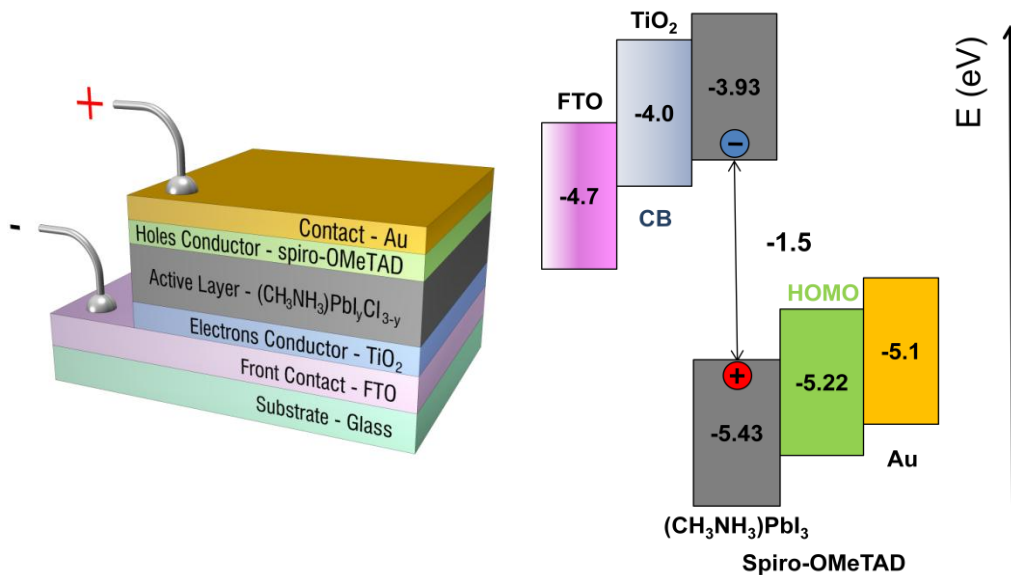 +
-
Contact - Au
Holes Conductor - spiro-OMeTAD
Active Layer - (CH₃NH₃)PbIᵧCl₃₋ᵧ
Electrons Conductor - TiO₂
Front Contact - FTO
Substrate - Glass
TiO₂
FTO
-3.93
-4.0
-4.7
−
CB
-1.5
HOMO
+
-5.1
-5.22
-5.43
Au
(CH₃NH₃)PbI₃
Spiro-OMeTAD
E (eV)